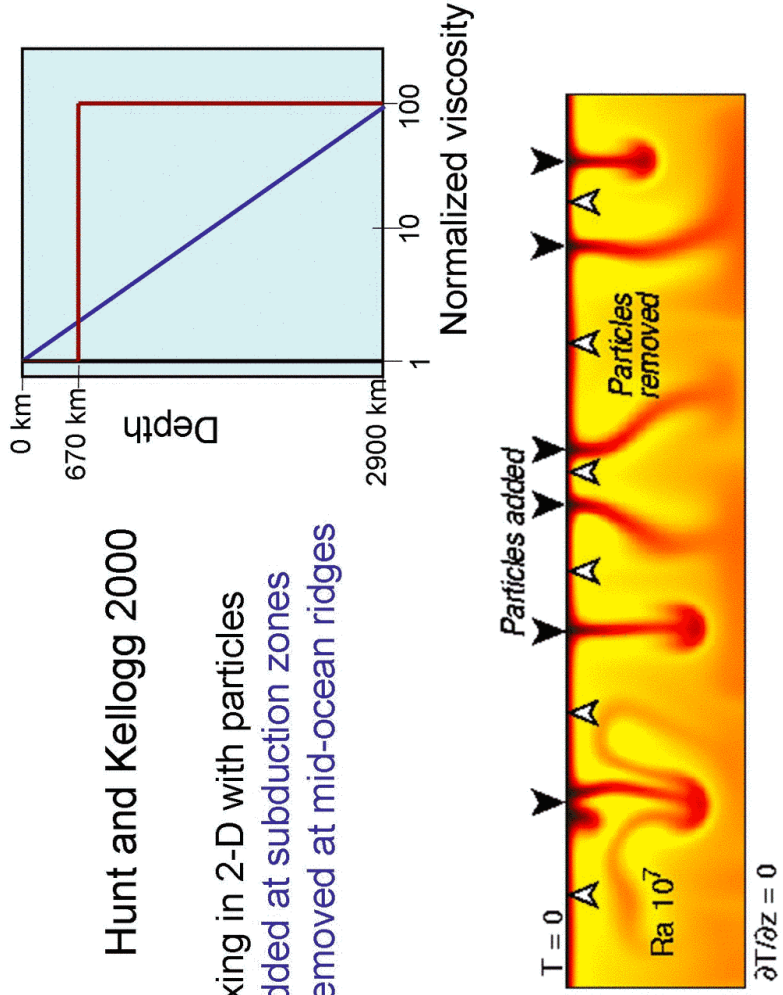 Hunt and Kellogg 2000
xing in 2-D with particles
dded at subduction zones
emoved at mid-ocean ridges
0 km
670 km
2900 km
Depth
1
10
100
Normalized viscosity
Particles added
Particles
removed
T = 0
Ra 10⁷
∂T/∂z = 0